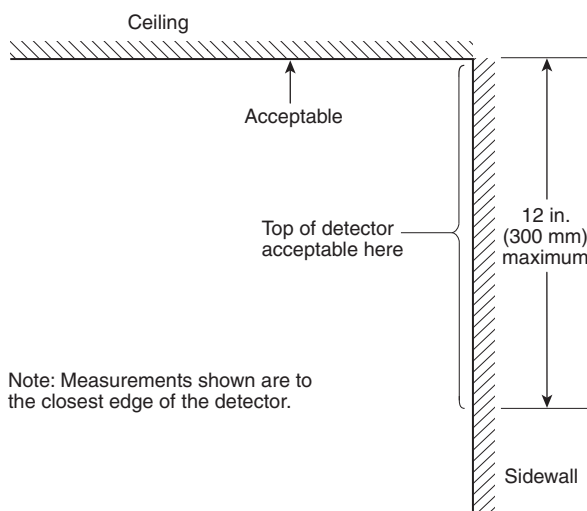 Ceiling
Acceptable
Top of detector
acceptable here
12 in.
(300 mm)
maximum
Note: Measurements shown are to
the closest edge of the detector.
Sidewall